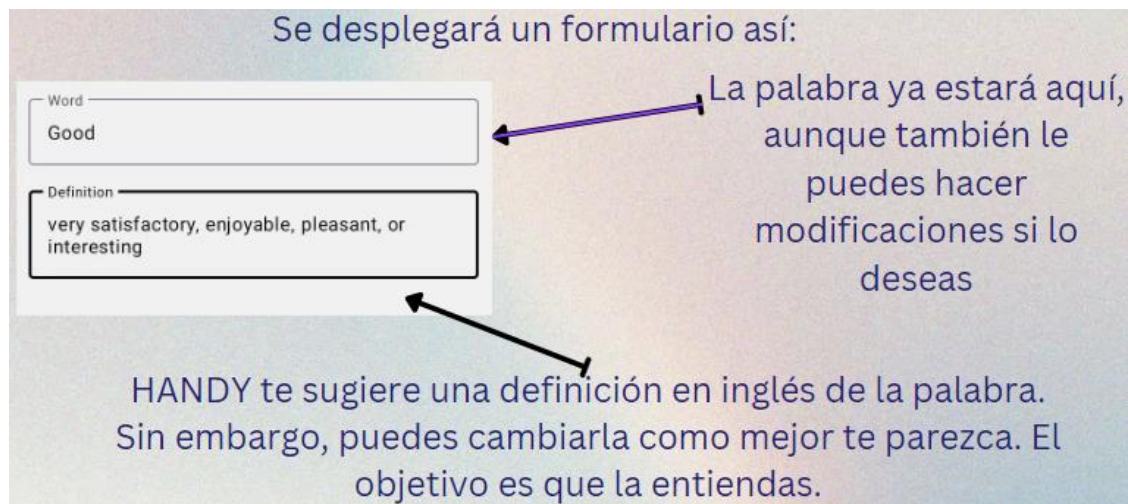 Se desplegará un formulario así:
Word
Good
Definition
very satisfactory, enjoyable, pleasant, or
interesting
La palabra ya estará aquí,
aunque también le
puedes hacer
modificaciones si lo
deseas
HANDY te sugiere una definición en inglés de la palabra.
Sin embargo, puedes cambiarla como mejor te parezca. El
objetivo es que la entiendas.